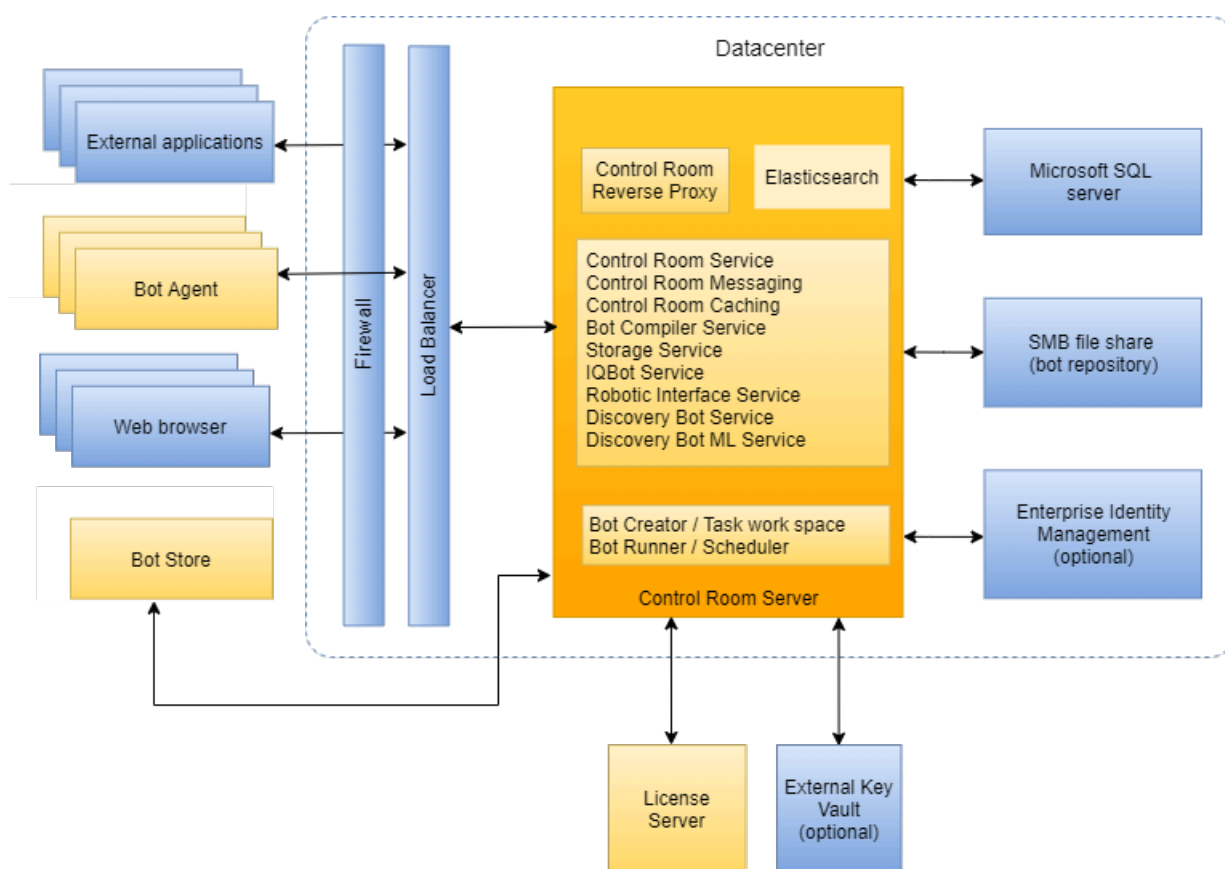 Datacenter
External applications
Bot Agent
Web browser
Bot Store
Firewall
Load Balancer
Control Room
Reverse Proxy
Elasticsearch
Control Room Service
Control Room Messaging
Control Room Caching
Bot Compiler Service
Storage Service
IQBot Service
Robotic Interface Service
Discovery Bot Service
Discovery Bot ML Service
Bot Creator / Task work space
Bot Runner / Scheduler
Control Room Server
Microsoft SQL
server
SMB file share
(bot repository)
Enterprise Identity
Management
(optional)
License
Server
External Key
Vault
(optional)